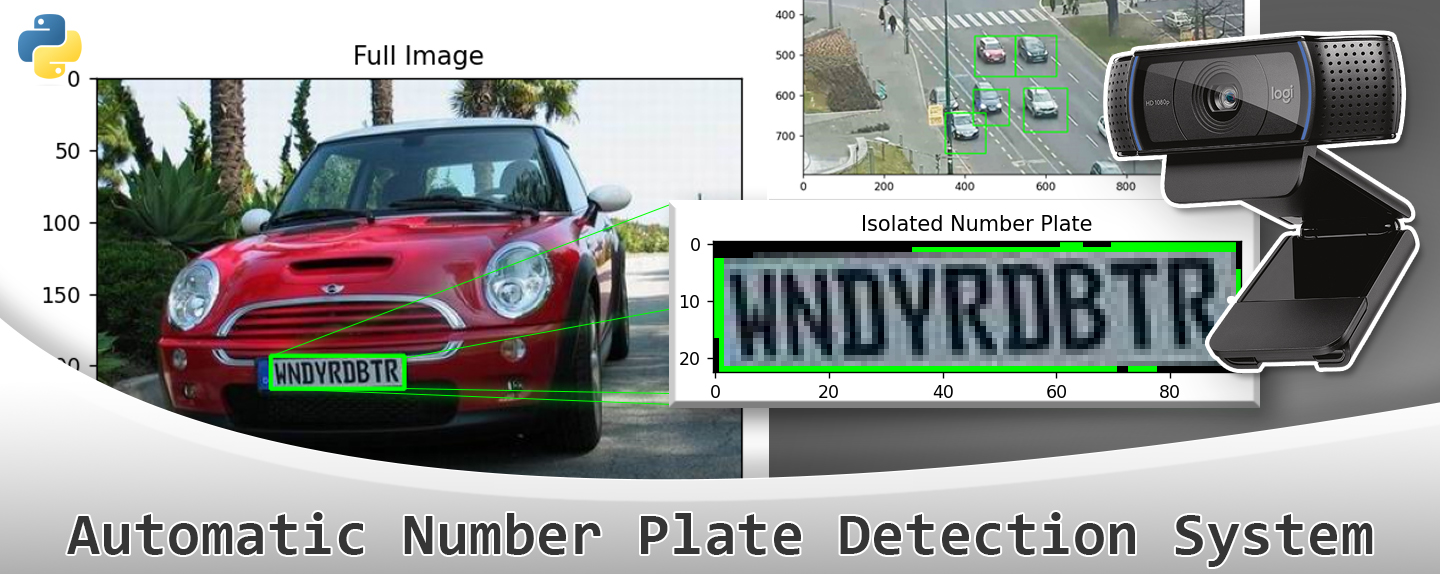 Full Image
0
50
100
150
WNDYRDBTR
400
500
600
700
0 200 400 600 800
HD 1080p
logi
Isolated Number Plate
0
10
20
WNDYRDBTR
0 20 40 60 80
Automatic Number Plate Detection System